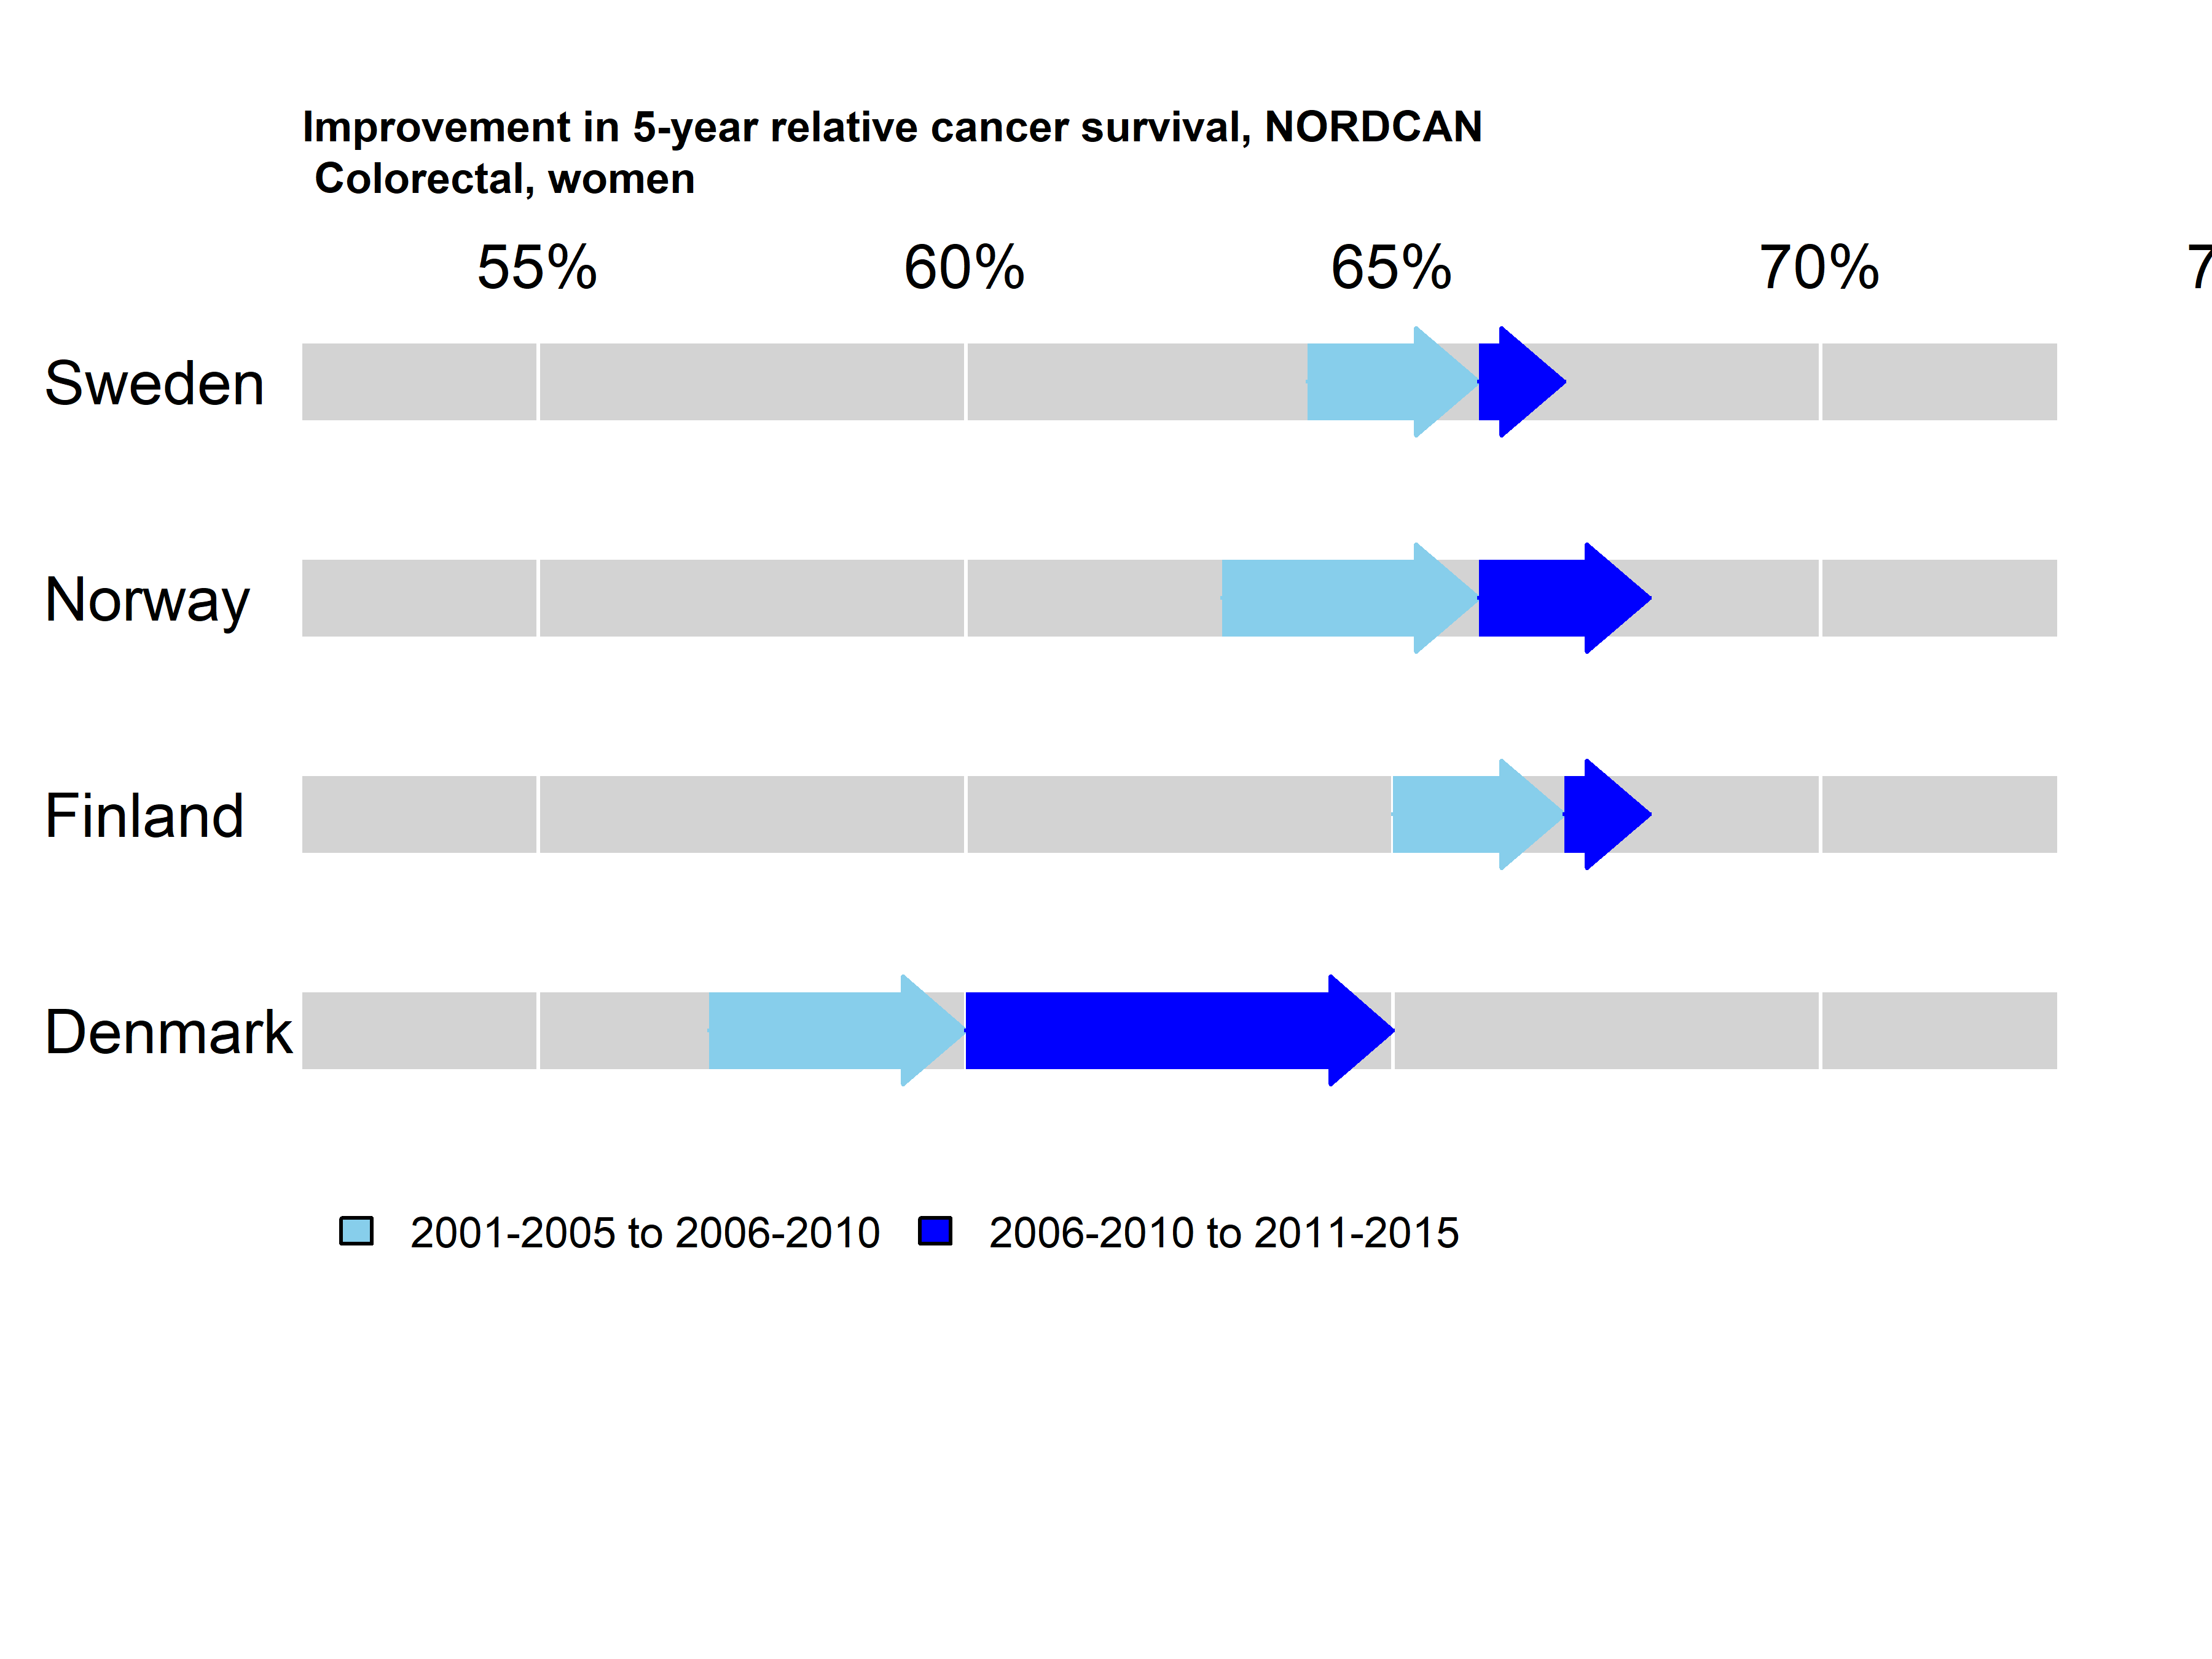 Improvement in 5-year relative cancer survival, NORDCAN
Colorectal, women
55% 60% 65% 70%
Sweden
Norway
Finland
Denmark
2001-2005 to 2006-2010 2006-2010 to 2011-2015